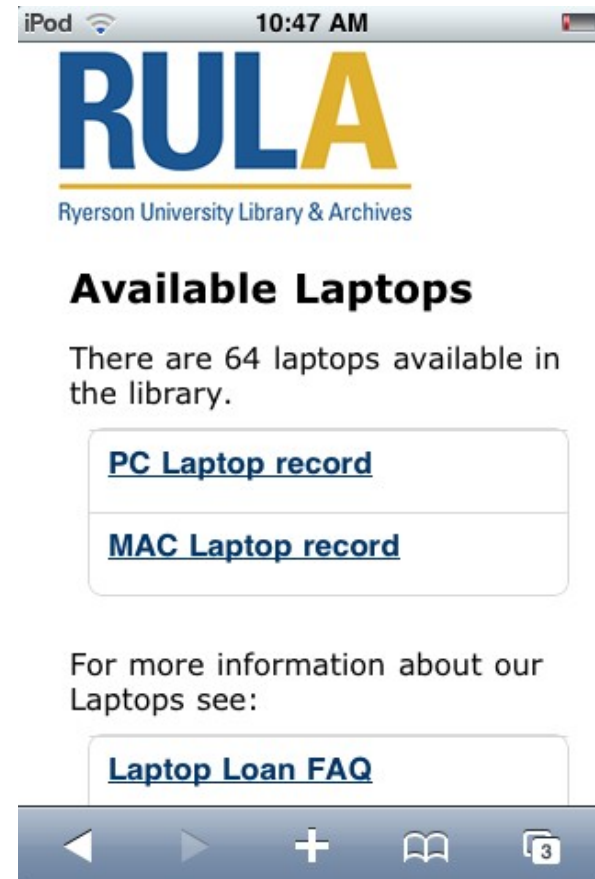 iPod 10:47 AM
RULA
Ryerson University Library & Archives
Available Laptops
There are 64 laptops available in
the library.
PC Laptop record
MAC Laptop record
For more information about our
Laptops see:
Laptop Loan FAQ
3